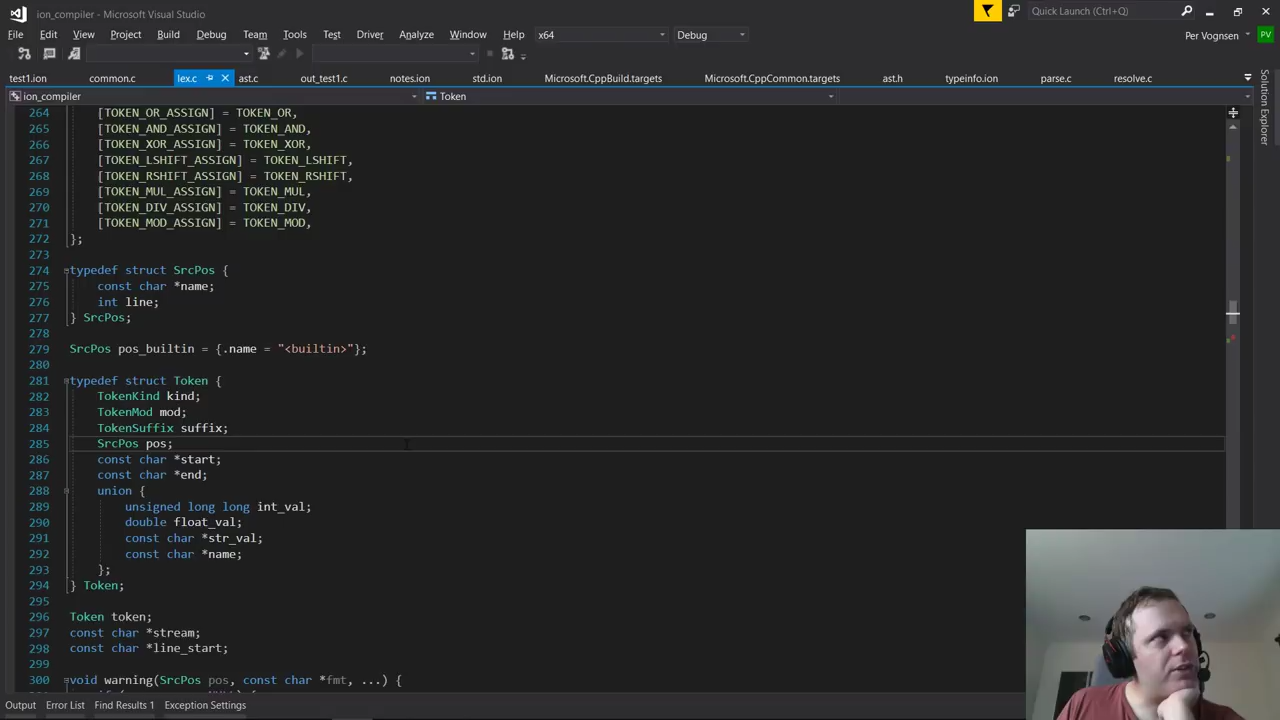 ion_compiler - Microsoft Visual Studio
Quick Launch (Ctrl+Q)
File Edit View Project Build Debug Team Tools Test Driver Analyze Window Help x64 Debug Per Vognsen PV
test1.ion common.c lex.c ast.c out_test1.c notes.ion std.ion Microsoft.CppBuild.targets Microsoft.CppCommon.targets ast.h typeinfo.ion parse.c resolve.c
Solution Explorer
ion_compiler Token
264 [TOKEN_OR_ASSIGN] = TOKEN_OR,
265 [TOKEN_AND_ASSIGN] = TOKEN_AND,
266 [TOKEN_XOR_ASSIGN] = TOKEN_XOR,
267 [TOKEN_LSHIFT_ASSIGN] = TOKEN_LSHIFT,
268 [TOKEN_RSHIFT_ASSIGN] = TOKEN_RSHIFT,
269 [TOKEN_MUL_ASSIGN] = TOKEN_MUL,
270 [TOKEN_DIV_ASSIGN] = TOKEN_DIV,
271 [TOKEN_MOD_ASSIGN] = TOKEN_MOD,
272 };
273
274 typedef struct SrcPos {
275 const char *name;
276 int line;
277 } SrcPos;
278
279 SrcPos pos_builtin = {.name = "<builtin>"};
280
281 typedef struct Token {
282 TokenKind kind;
283 TokenMod mod;
284 TokenSuffix suffix;
285 SrcPos pos;
286 const char *start;
287 const char *end;
288 union {
289 unsigned long long int_val;
290 double float_val;
291 const char *str_val;
292 const char *name;
293 };
294 } Token;
295
296 Token token;
297 const char *stream;
298 const char *line_start;
299
300 void warning(SrcPos pos, const char *fmt, ...) {
Output Error List Find Results 1 Exception Settings